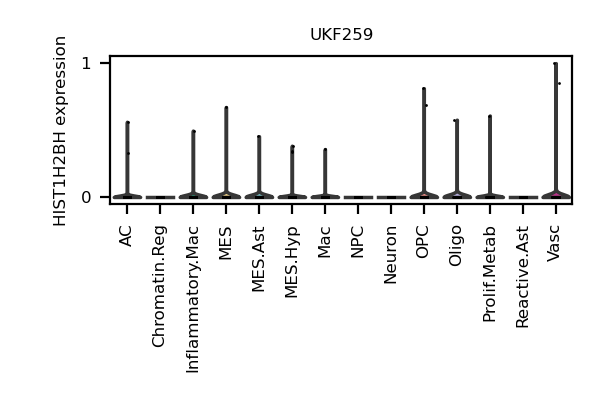 UKF259
HIST1H2BH expression
1
0
AC
Chromatin.Reg
Inflammatory.Mac
MES
MES.Ast
MES.Hyp
Mac
NPC
Neuron
OPC
Oligo
Prolif.Metab
Reactive.Ast
Vasc